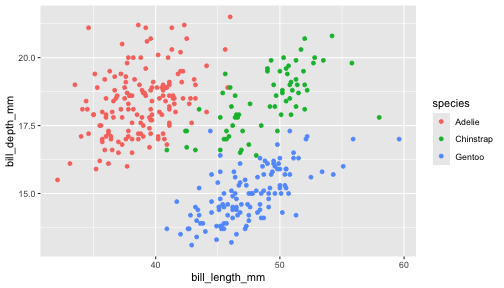 20.0
17.5
15.0
bill_depth_mm
40
50
60
bill_length_mm
species
Adelie
Chinstrap
Gentoo